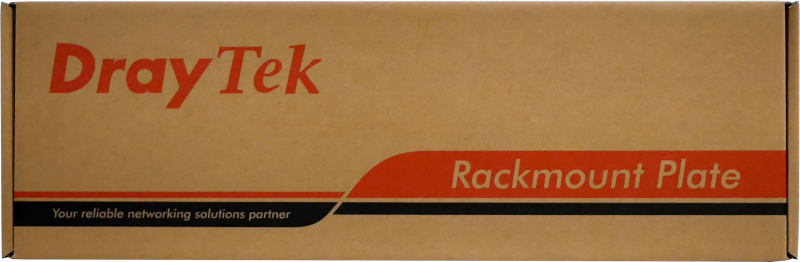 DrayTek
Rackmount Plate
Your reliable networking solutions partner